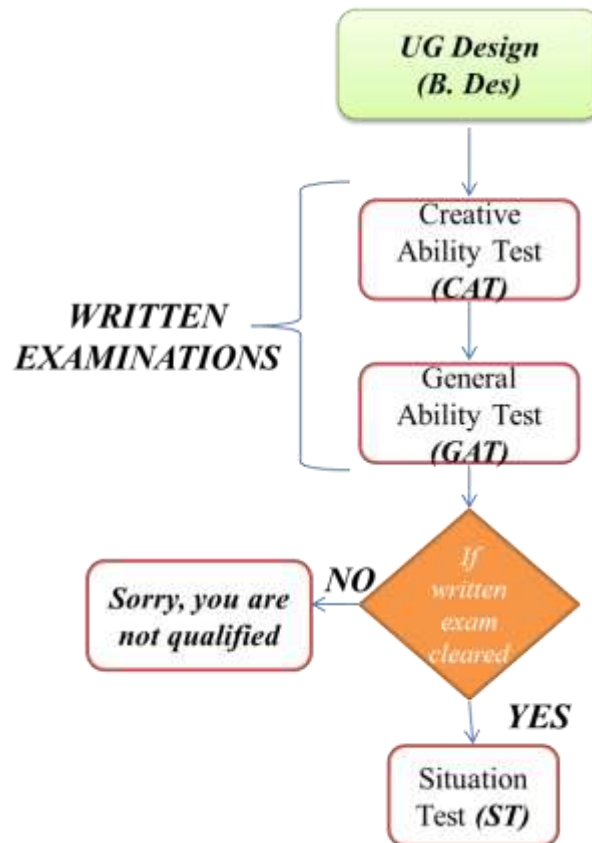 UG Design
(B. Des)
Creative
Ability Test
(CAT)
WRITTEN
EXAMINATIONS
General
Ability Test
(GAT)
If
written
exam
cleared
NO
Sorry, you are
not qualified
YES
Situation
Test (ST)